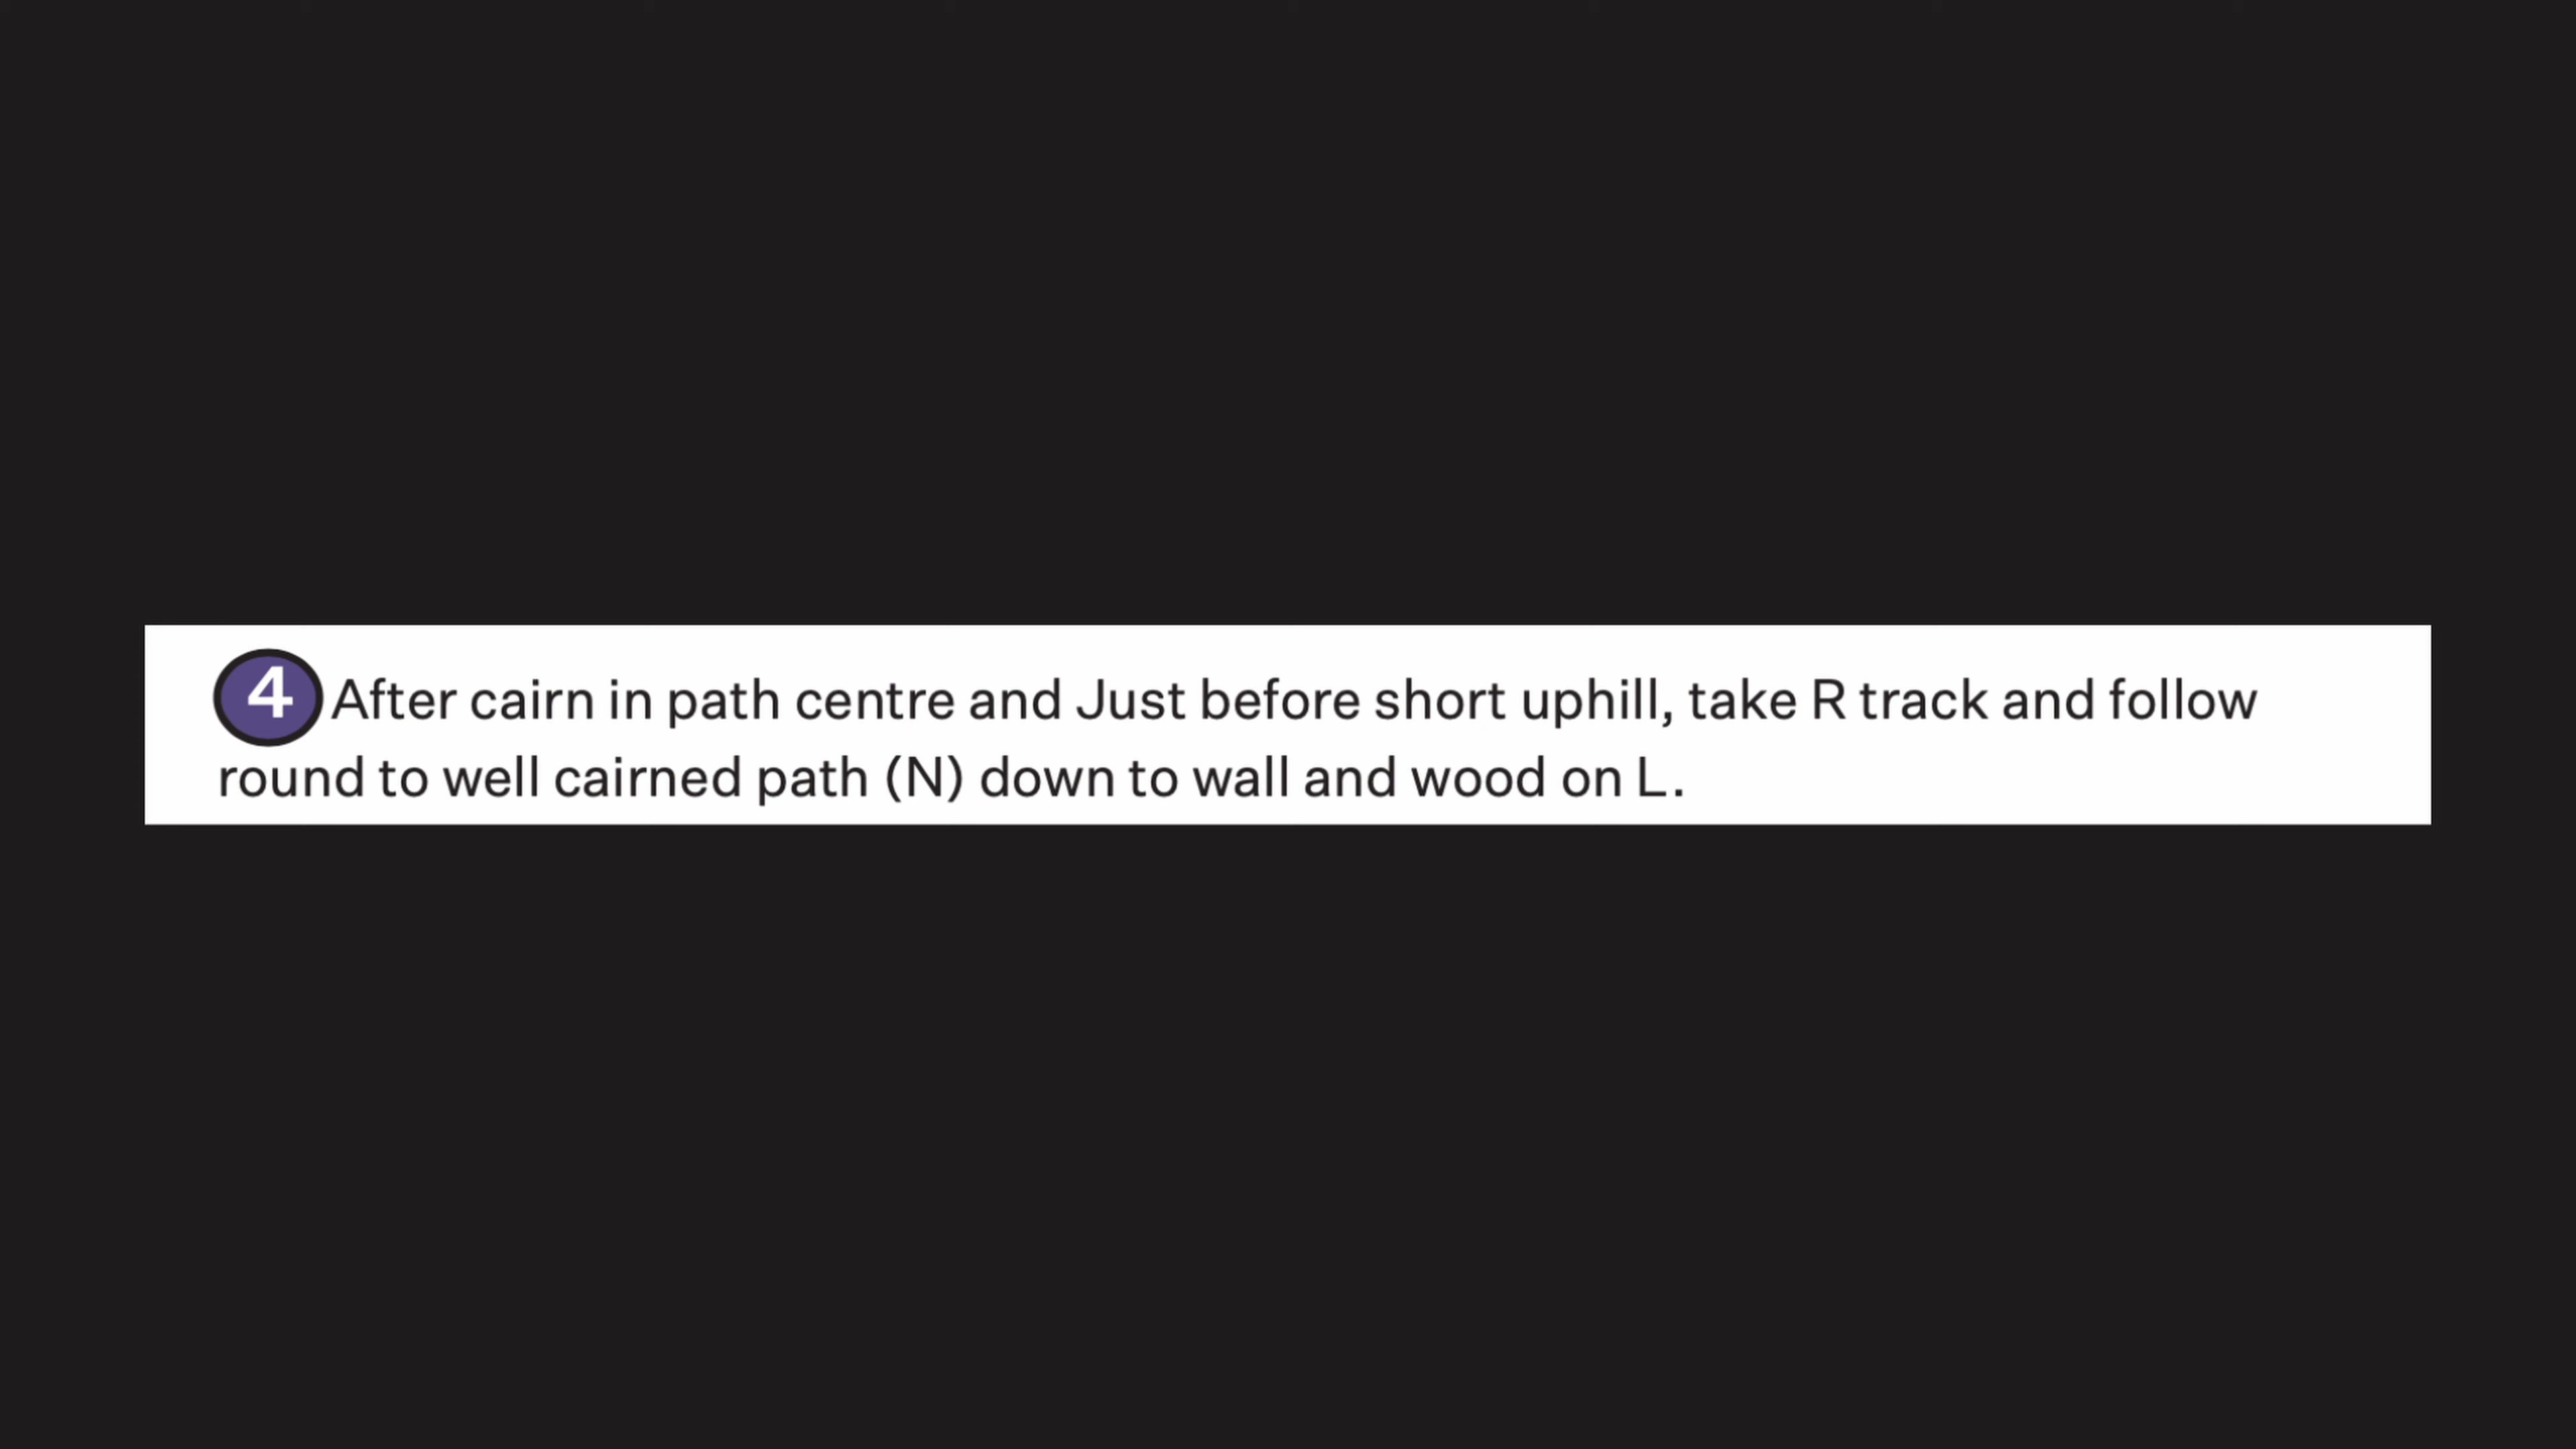 4 After cairn in path centre and Just before short uphill, take R track and follow
round to well cairned path (N) down to wall and wood on L.